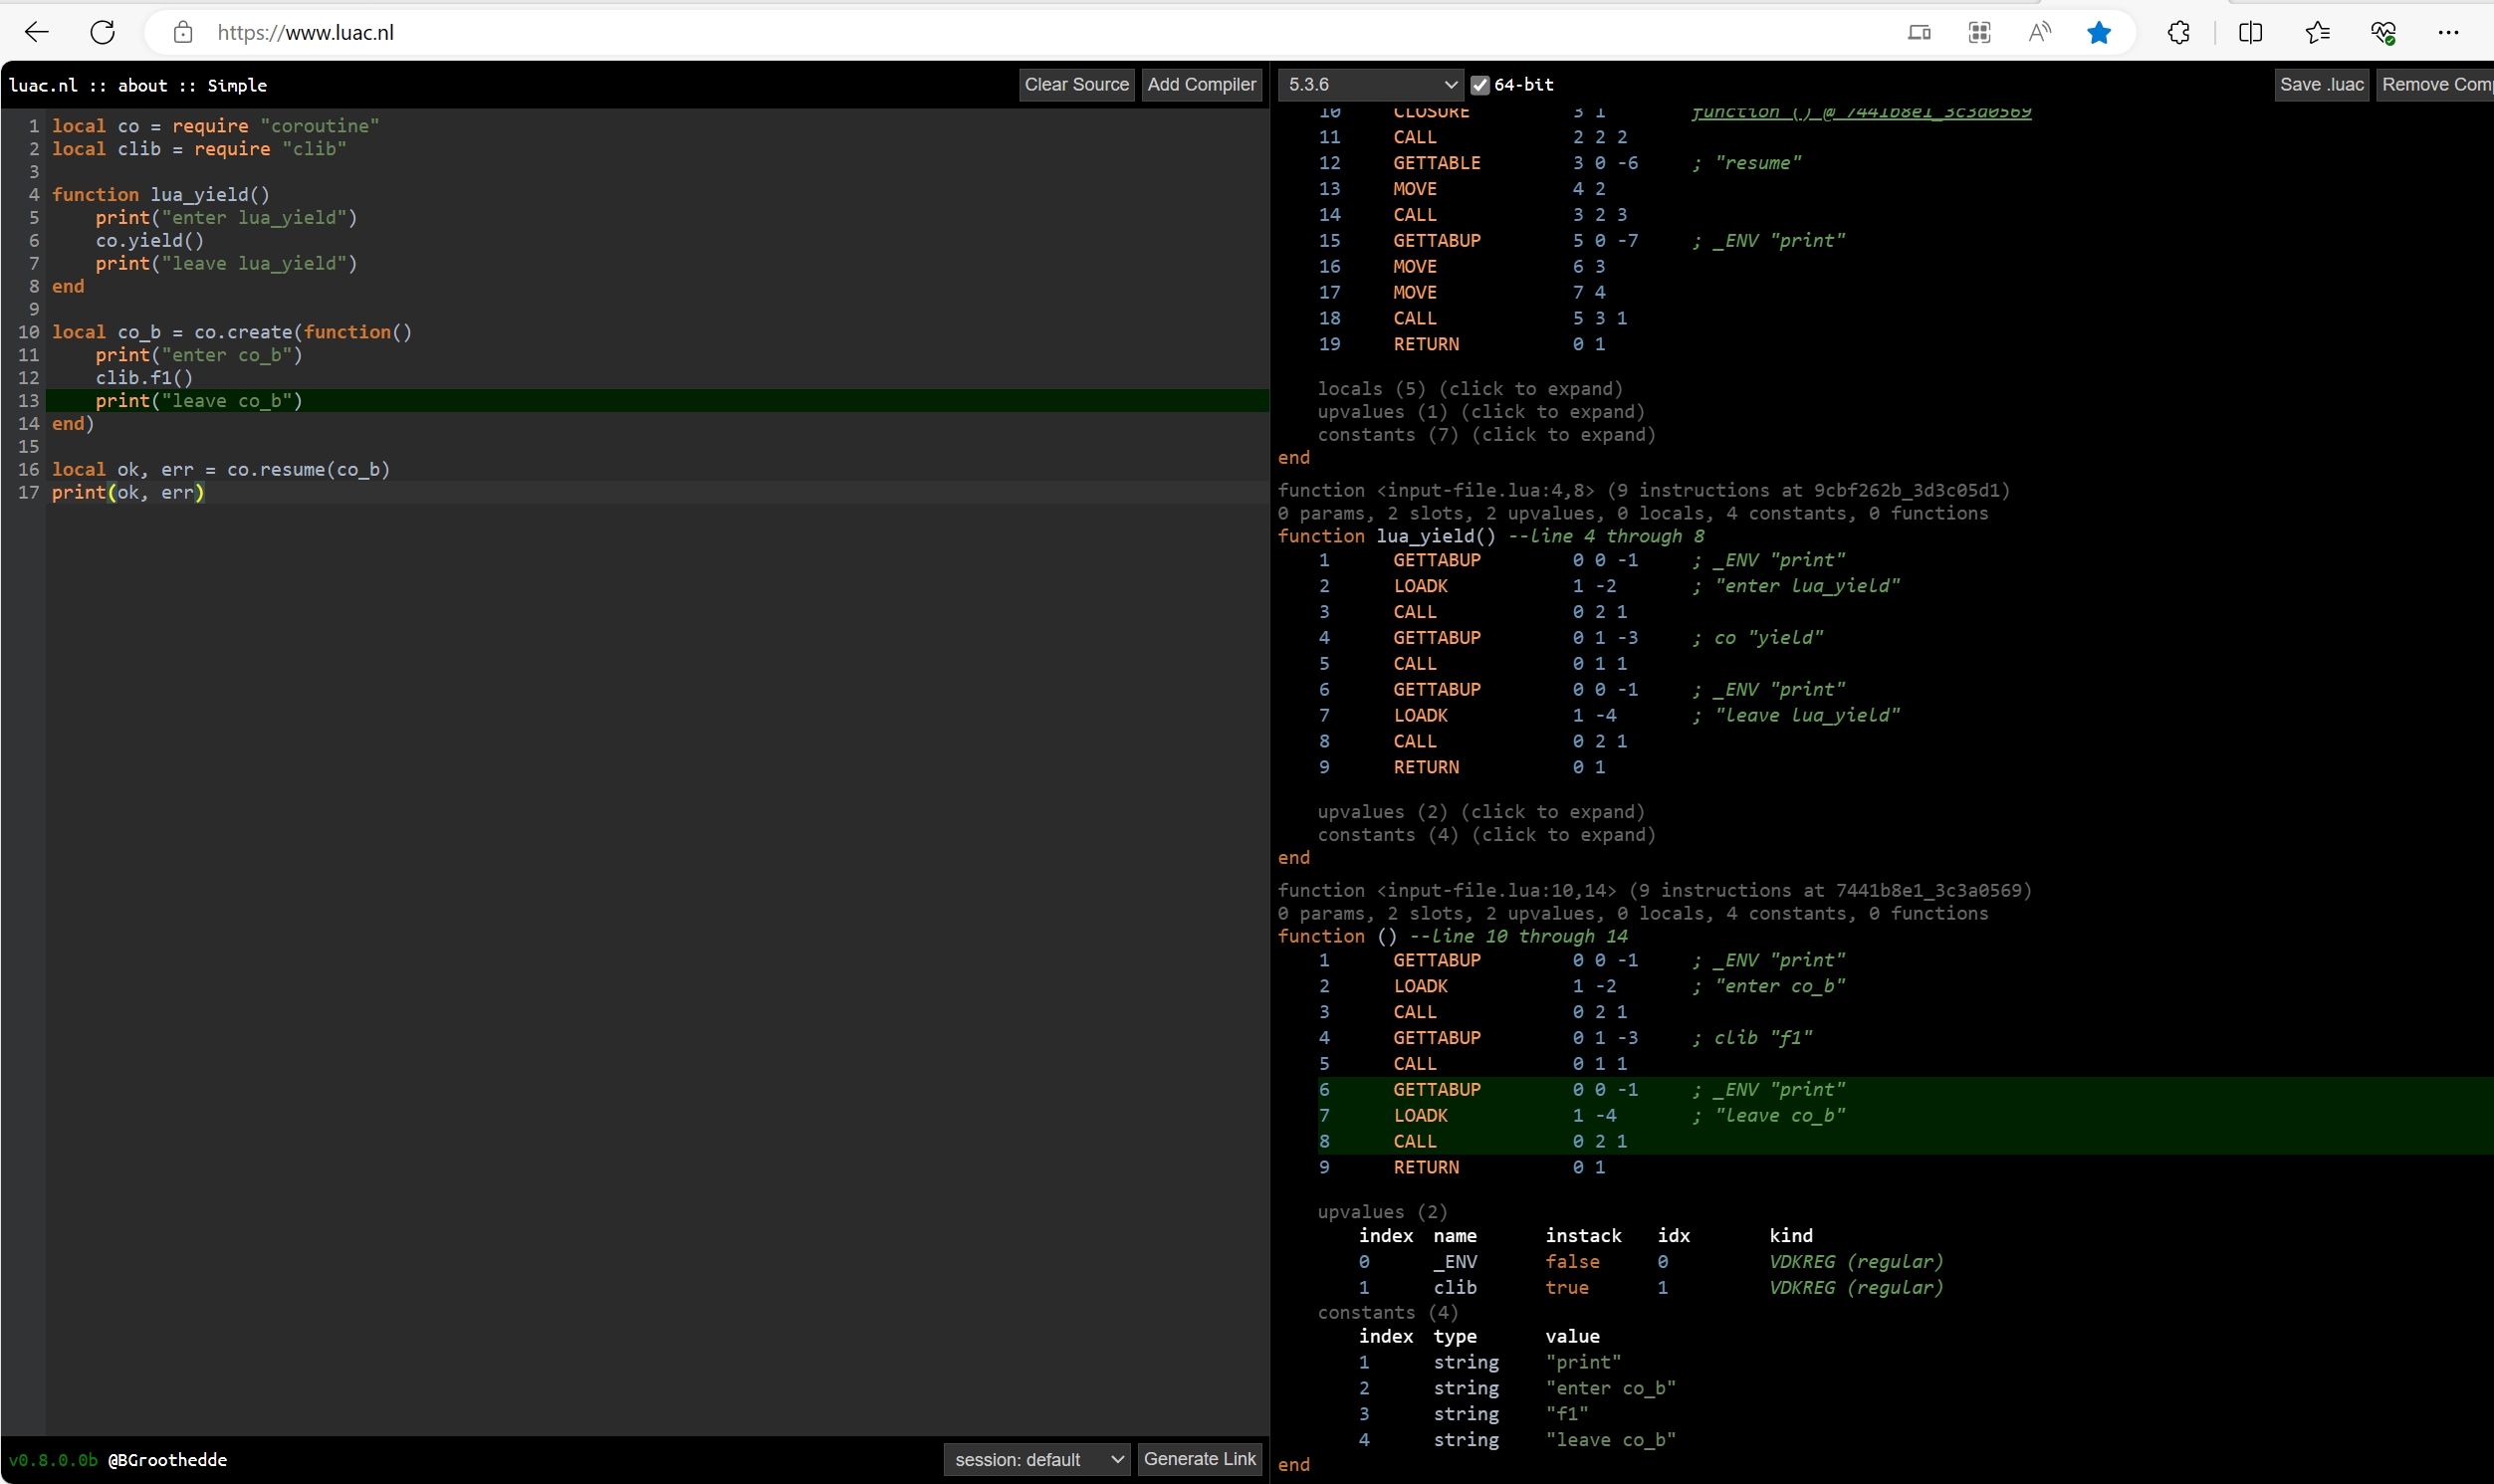 https://www.luac.nl
luac.nl :: about :: Simple
Clear Source
Add Compiler
5.3.6
64-bit
Save .luac
Remove Com
1 local co = require "coroutine"
2 local clib = require "clib"
3
4 function lua_yield()
5 print("enter lua_yield")
6 co.yield()
7 print("leave lua_yield")
8 end
9
10 local co_b = co.create(function()
11 print("enter co_b")
12 clib.f1()
13 print("leave co_b")
14 end)
15
16 local ok, err = co.resume(co_b)
17 print(ok, err)
10 CLOSURE 3 1 function () @ 7441b8e1_3c3a0569
11 CALL 2 2 2
12 GETTABLE 3 0 -6 ; "resume"
13 MOVE 4 2
14 CALL 3 2 3
15 GETTABUP 5 0 -7 ; _ENV "print"
16 MOVE 6 3
17 MOVE 7 4
18 CALL 5 3 1
19 RETURN 0 1
locals (5) (click to expand)
upvalues (1) (click to expand)
constants (7) (click to expand)
end
function <input-file.lua:4,8> (9 instructions at 9cbf262b_3d3c05d1)
0 params, 2 slots, 2 upvalues, 0 locals, 4 constants, 0 functions
function lua_yield() --line 4 through 8
1 GETTABUP 0 0 -1 ; _ENV "print"
2 LOADK 1 -2 ; "enter lua_yield"
3 CALL 0 2 1
4 GETTABUP 0 1 -3 ; co "yield"
5 CALL 0 1 1
6 GETTABUP 0 0 -1 ; _ENV "print"
7 LOADK 1 -4 ; "leave lua_yield"
8 CALL 0 2 1
9 RETURN 0 1
upvalues (2) (click to expand)
constants (4) (click to expand)
end
function <input-file.lua:10,14> (9 instructions at 7441b8e1_3c3a0569)
0 params, 2 slots, 2 upvalues, 0 locals, 4 constants, 0 functions
function () --line 10 through 14
1 GETTABUP 0 0 -1 ; _ENV "print"
2 LOADK 1 -2 ; "enter co_b"
3 CALL 0 2 1
4 GETTABUP 0 1 -3 ; clib "f1"
5 CALL 0 1 1
6 GETTABUP 0 0 -1 ; _ENV "print"
7 LOADK 1 -4 ; "leave co_b"
8 CALL 0 2 1
9 RETURN 0 1
upvalues (2)
index name instack idx kind
0 _ENV false 0 VDKREG (regular)
1 clib true 1 VDKREG (regular)
constants (4)
index type value
1 string "print"
2 string "enter co_b"
3 string "f1"
4 string "leave co_b"
end
v0.8.0.0b @BGroothedde
session: default
Generate Link